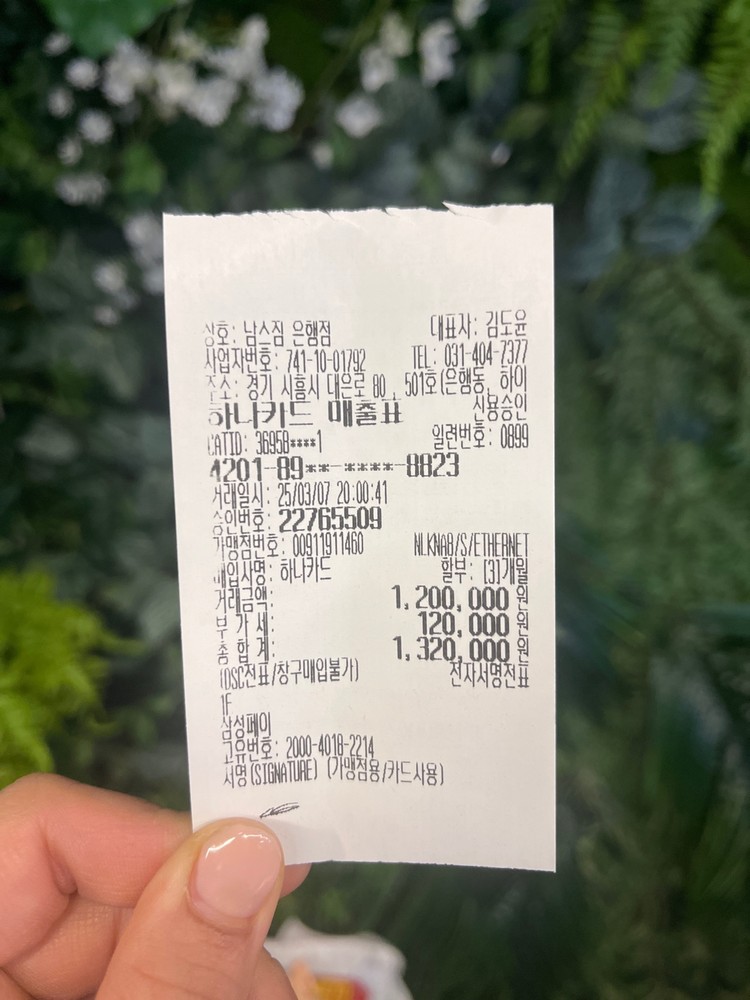 상호: 남스짐 은행점 대표자: 김도윤
사업자번호: 741-10-01792 TEL: 031-404-7377
주소: 경기 시흥시 대은로 80 , 501호(은행동, 하이
하나카드 매출표 신용승인
CATID: 36958****1 일련번호: 0899
4201-89**-****-8823
거래일시: 25/03/07 20:00:41
승인번호: 22765509
가맹점번호: 00911911460 NLKNAB/S/ETHERNET
매입사명: 하나카드 할부: [3]개월
거래금액: 1,200,000 원
부 가 세: 120,000 원
총 합 계: 1,320,000 원
(DSC전표/창구매입불가) 전자서명전표
1F
삼성페이
고유번호: 2000-4018-2214
서명(SIGNATURE) (가맹점용/카드사용)